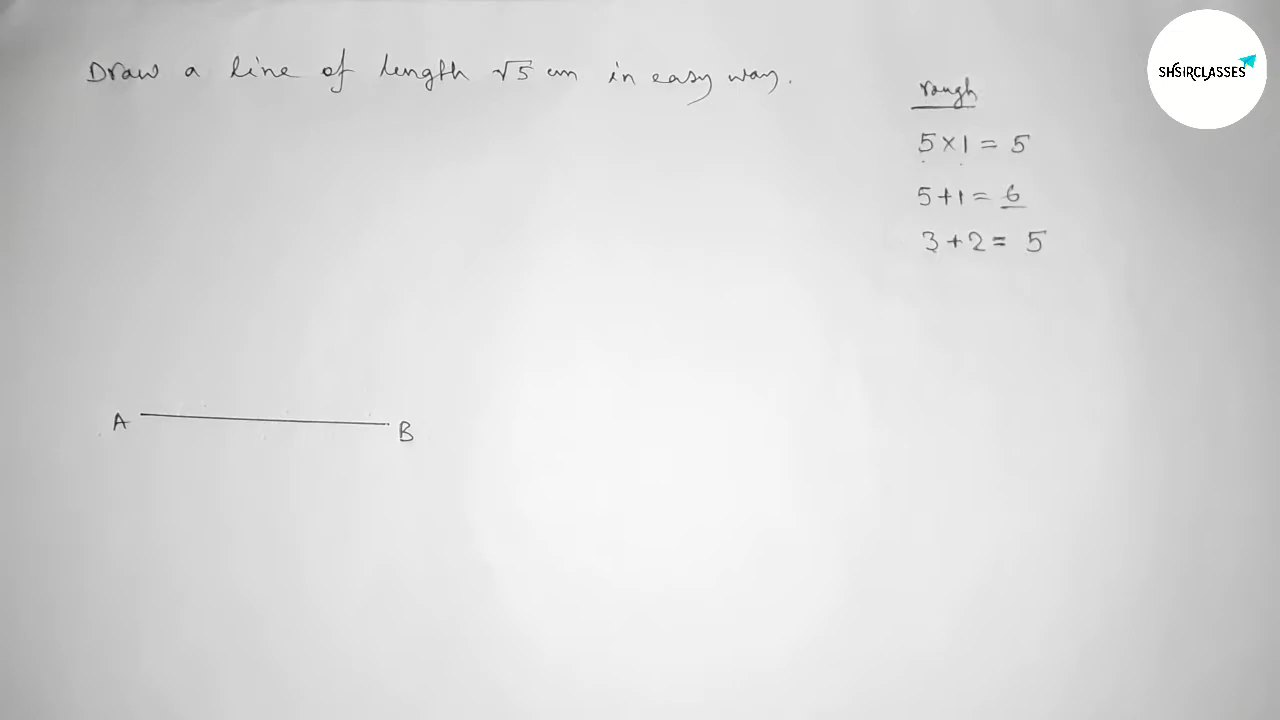 Draw a line of length √5 cm in easy way.
SHSIRCLASSES
rough
5×1=5
5+1=6
3+2=5
A
B